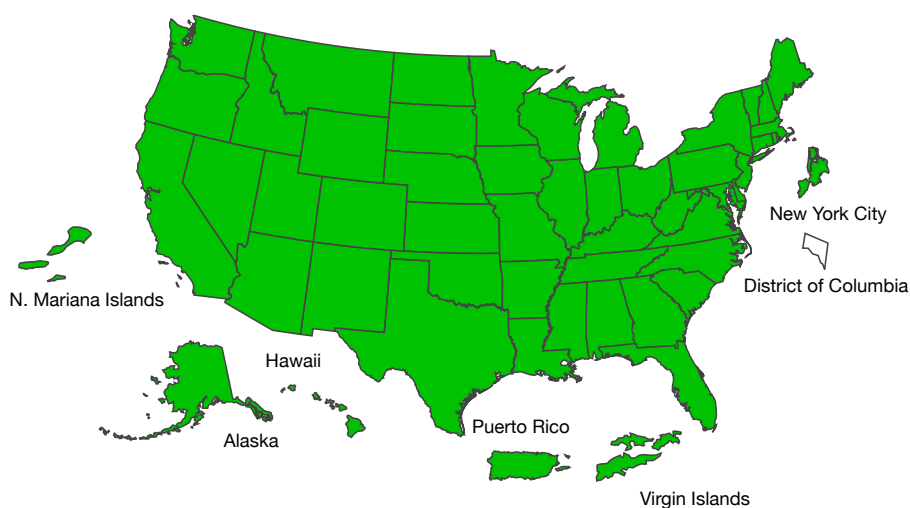 New York City
District of Columbia
N. Mariana Islands
Hawaii
Alaska
Puerto Rico
Virgin Islands